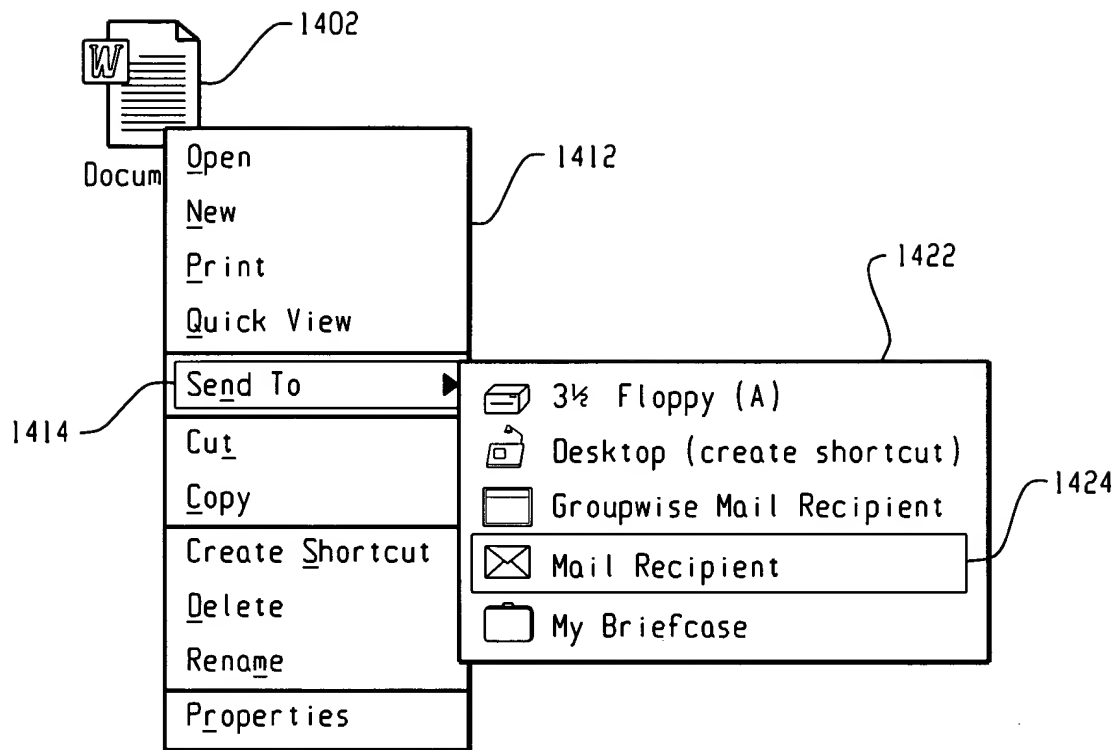 1402
W
Docum
Open
1412
New
Print
1422
Quick View
Send To
3½ Floppy (A)
1414
Cut
Desktop (create shortcut)
Copy
Groupwise Mail Recipient
1424
Create Shortcut
Mail Recipient
Delete
My Briefcase
Rename
Properties